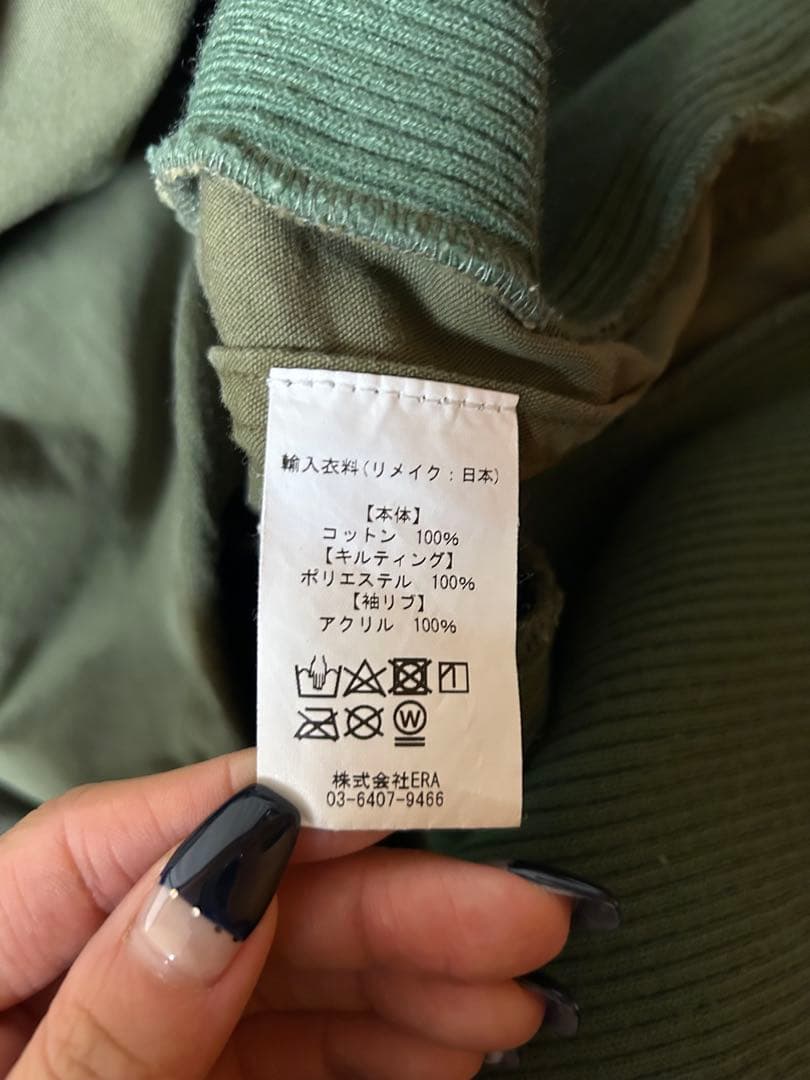 輸入衣料(リメイク:日本)
【本体】
コットン 100%
【キルティング】
ポリエステル 100%
【袖リブ】
アクリル 100%
W
株式会社ERA
03-6407-9466